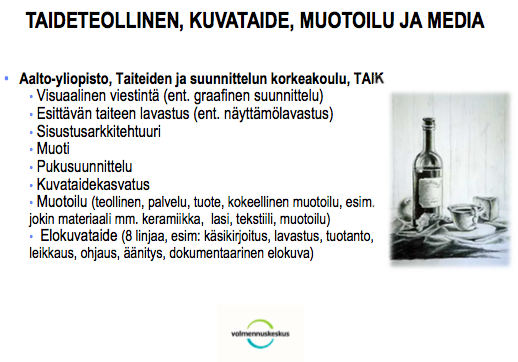 TAIDETEOLLINEN, KUVATAIDE, MUOTOILU JA MEDIA
• Aalto-yliopisto, Taiteiden ja suunnittelun korkeakoulu, TAIK
• Visuaalinen viestintä (ent. graafinen suunnittelu)
• Esittävän taiteen lavastus (ent. näyttämölavastus)
• Sisustusarkkitehtuuri
• Muoti
• Pukusuunnittelu
• Kuvataidekasvatus
• Muotoilu (teollinen, palvelu, tuote, kokeellinen muotoilu, esim.
jokin materiaali mm. keramiikka, lasi, tekstiili, muotoilu)
• Elokuvataide (8 linjaa, esim: käsikirjoitus, lavastus, tuotanto,
leikkaus, ohjaus, äänitys, dokumentaarinen elokuva)
valmennuskeskus